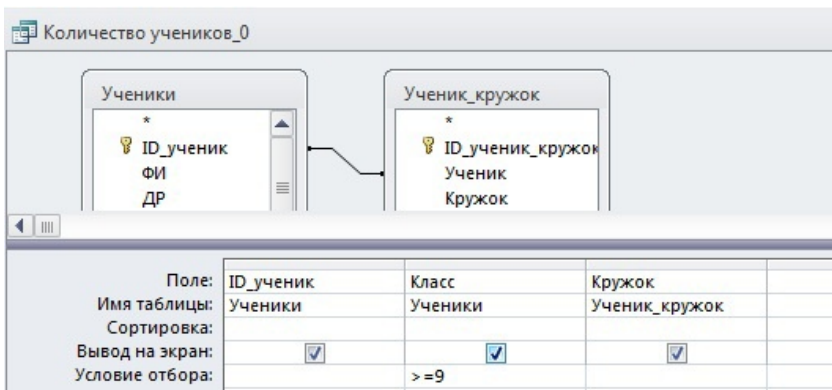 Количество учеников_0
Ученики
*
ID_ученик
ФИ
ДР
Ученик_кружок
*
ID_ученик_кружок
Ученик
Кружок
Поле: ID_ученик Класс Кружок
Имя таблицы: Ученики Ученики Ученик_кружок
Сортировка:
Вывод на экран:
Условие отбора: >=9